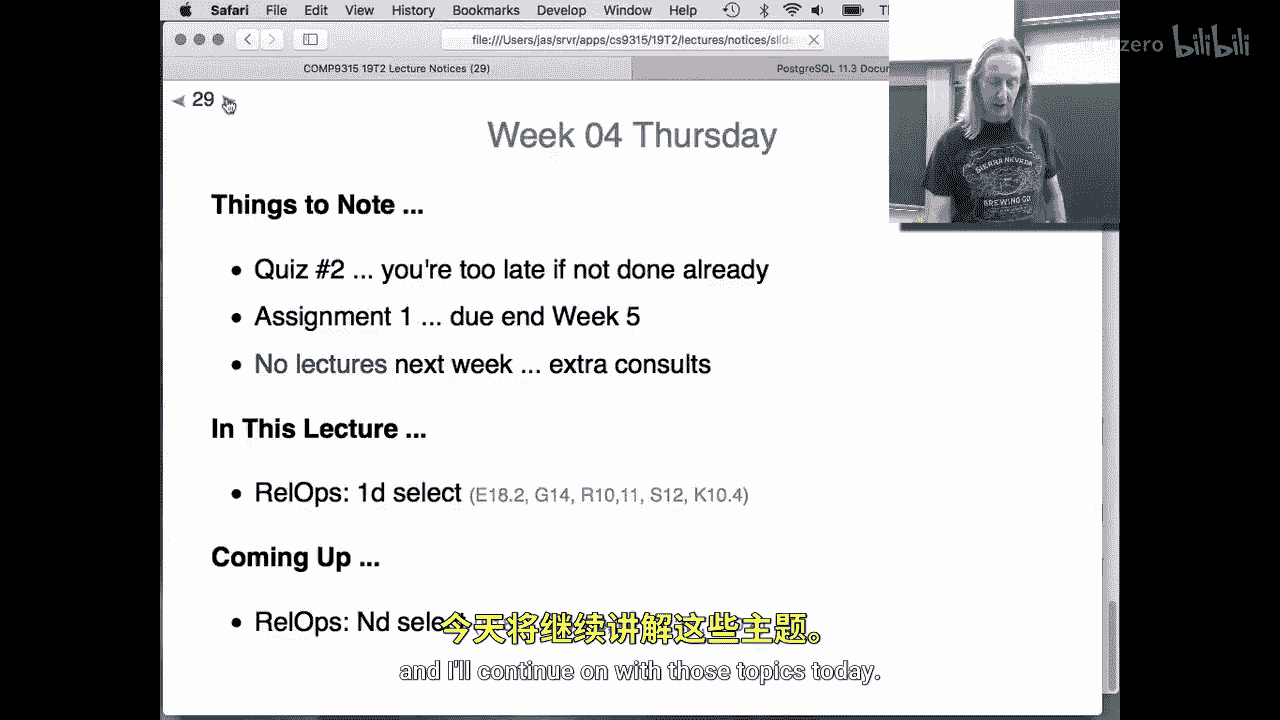 Safari File Edit View History Bookmarks Develop Window Help
file:///Users/jas/srvr/apps/cs9315/19T2/lectures/notices/slid
COMP9315 19T2 Lecture Notices (29)
PostgreSQL 11.3 Docu
zero bilibili
29
Week 04 Thursday
SIERRA NEVADA
BREWING CO
Things to Note ...
• Quiz #2 ... you're too late if not done already
• Assignment 1 ... due end Week 5
• No lectures next week ... extra consults
In This Lecture ...
• RelOps: 1d select (E18.2, G14, R10,11, S12, K10.4)
Coming Up ...
• RelOps: Nd sele
今天将继续讲解这些主题。
and I'll continue on with those topics today.